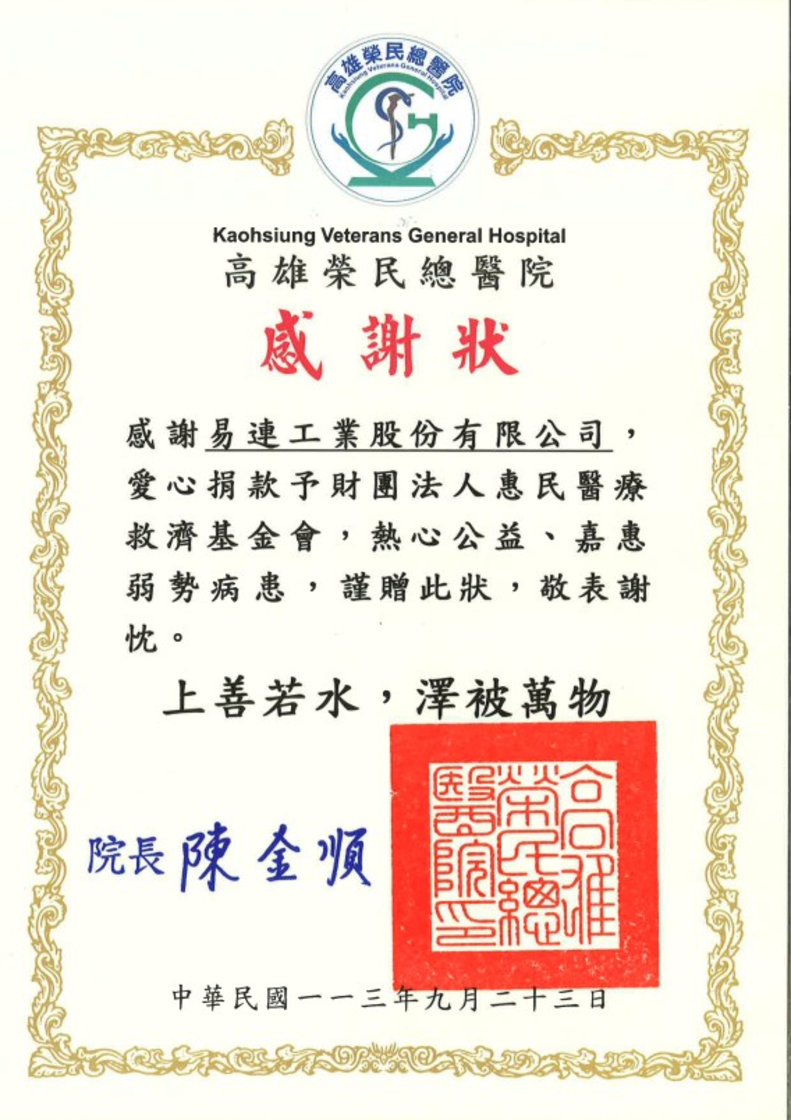 高雄榮民總醫院
Kaohsiung Veterans General Hospital
Kaohsiung Veterans General Hospital
高雄榮民總醫院
感謝狀
感謝易連工業股份有限公司，
愛心捐款予財團法人惠民醫療
救濟基金會，熱心公益、嘉惠
弱勢病患，謹贈此狀，敬表謝
忱。
上善若水，澤被萬物
院長 陳金順
高雄
榮民總
醫院印
中華民國一一三年九月二十三日